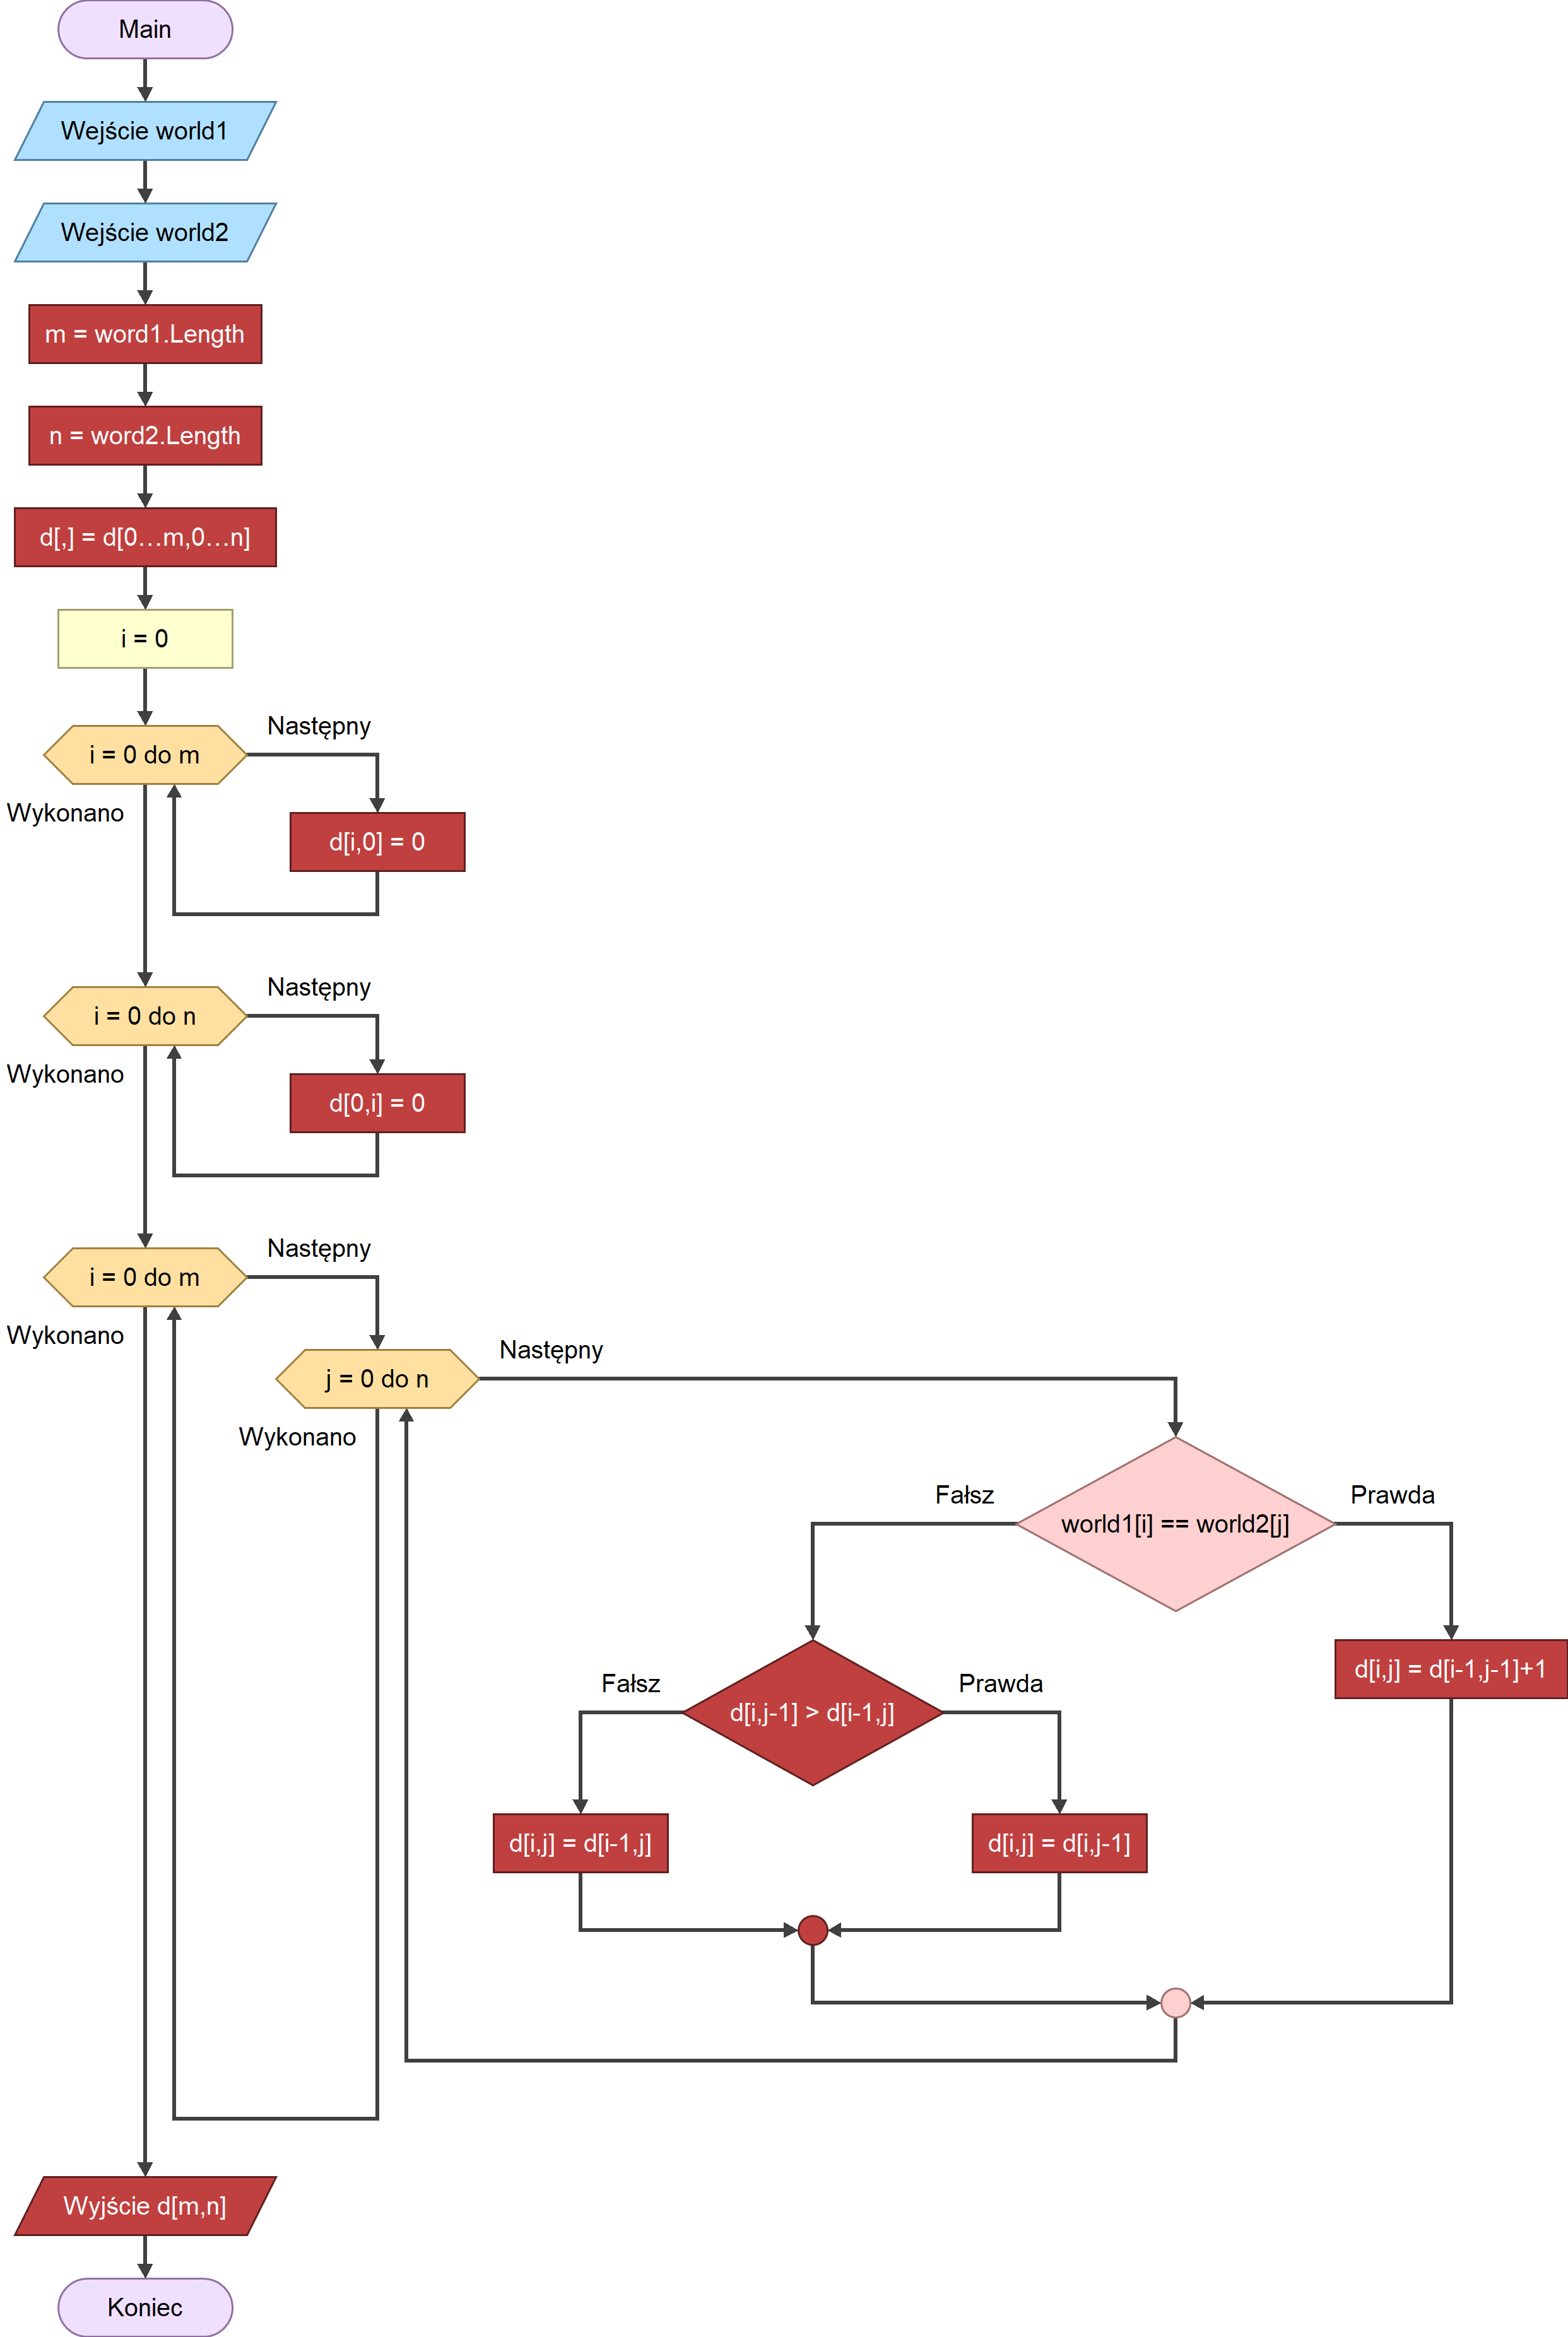 Main
Wejście world1
Wejście world2
m = word1.Length
n = word2.Length
d[,] = d[0…m,0…n]
i = 0
i = 0 do m
Następny
Wykonano
d[i,0] = 0
i = 0 do n
Następny
Wykonano
d[0,i] = 0
i = 0 do m
Następny
Wykonano
j = 0 do n
Następny
Wykonano
world1[i] == world2[j]
Fałsz
Prawda
d[i,j] = d[i-1,j-1]+1
d[i,j-1] > d[i-1,j]
Fałsz
Prawda
d[i,j] = d[i-1,j]
d[i,j] = d[i,j-1]
Wyjście d[m,n]
Koniec